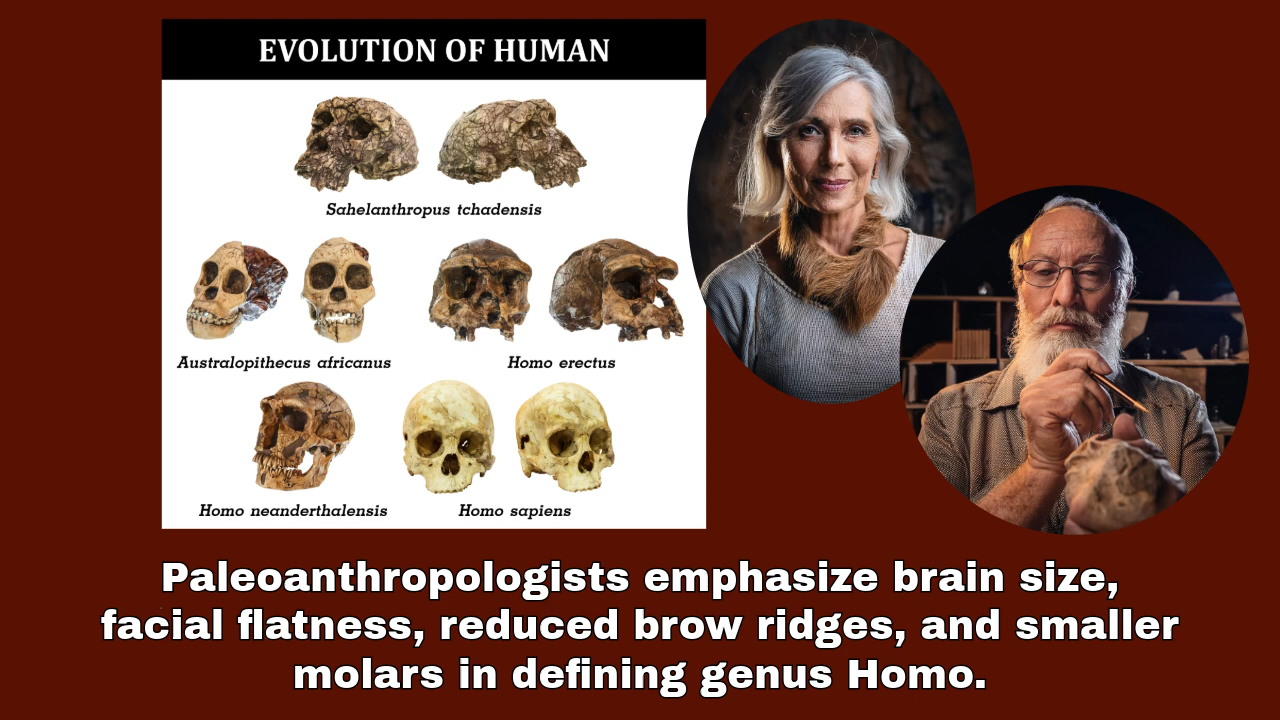 EVOLUTION OF HUMAN
Sahelanthropus tchadensis
Australopithecus africanus
Homo erectus
Homo neanderthalensis
Homo sapiens
Paleoanthropologists emphasize brain size,
facial flatness, reduced brow ridges, and smaller
molars in defining genus Homo.